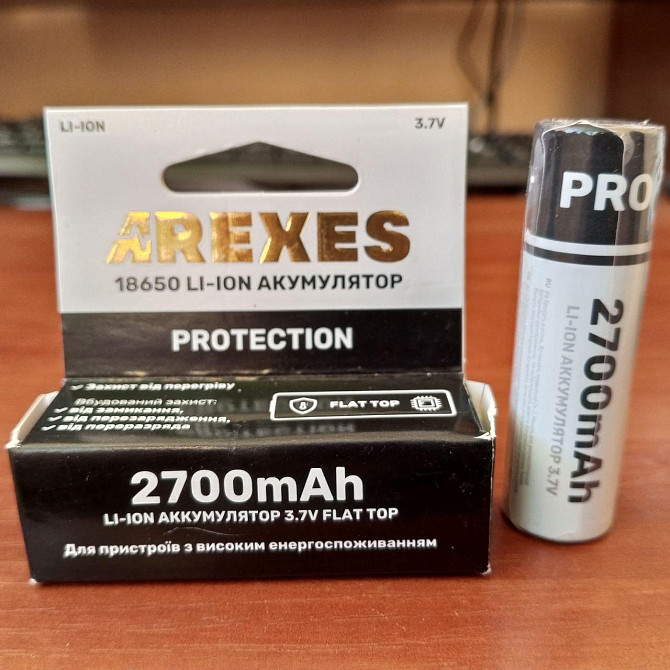 LI-ION
3.7V
AREXES
18650 LI-ION АКУМУЛЯТОР
PROTECTION
✓ Захист від перегріву
Вбудований захист:
✓ від замикання,
✓ від перезарядження,
✓ від переразряда
FLAT TOP
2700mAh
LI-ION АККУМУЛЯТОР 3.7V FLAT TOP
Для пристроїв з високим енергоспоживанням
PRO
2700mAh
LI-ION АККУМУЛЯТОР 3.7V